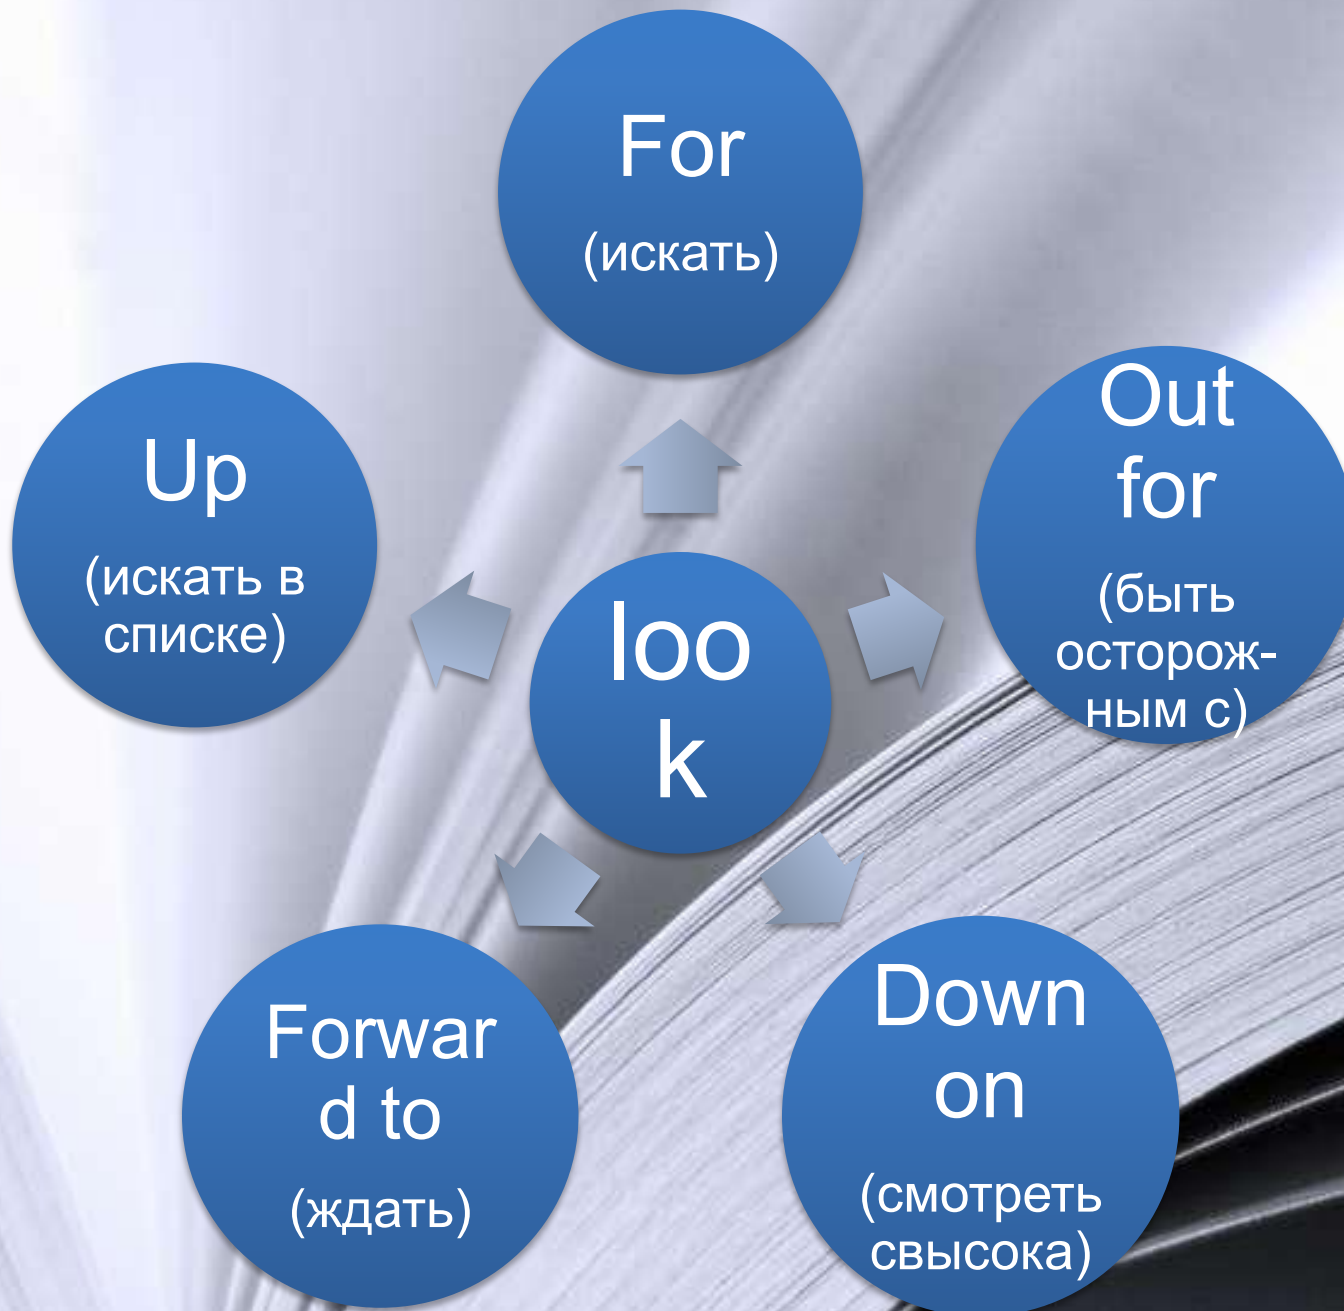 For
(искать)
Out
for
(быть
осторож-
ным с)
Down
on
(смотреть
свысока)
Forwar
d to
(ждать)
Up
(искать в
списке)
loo
k